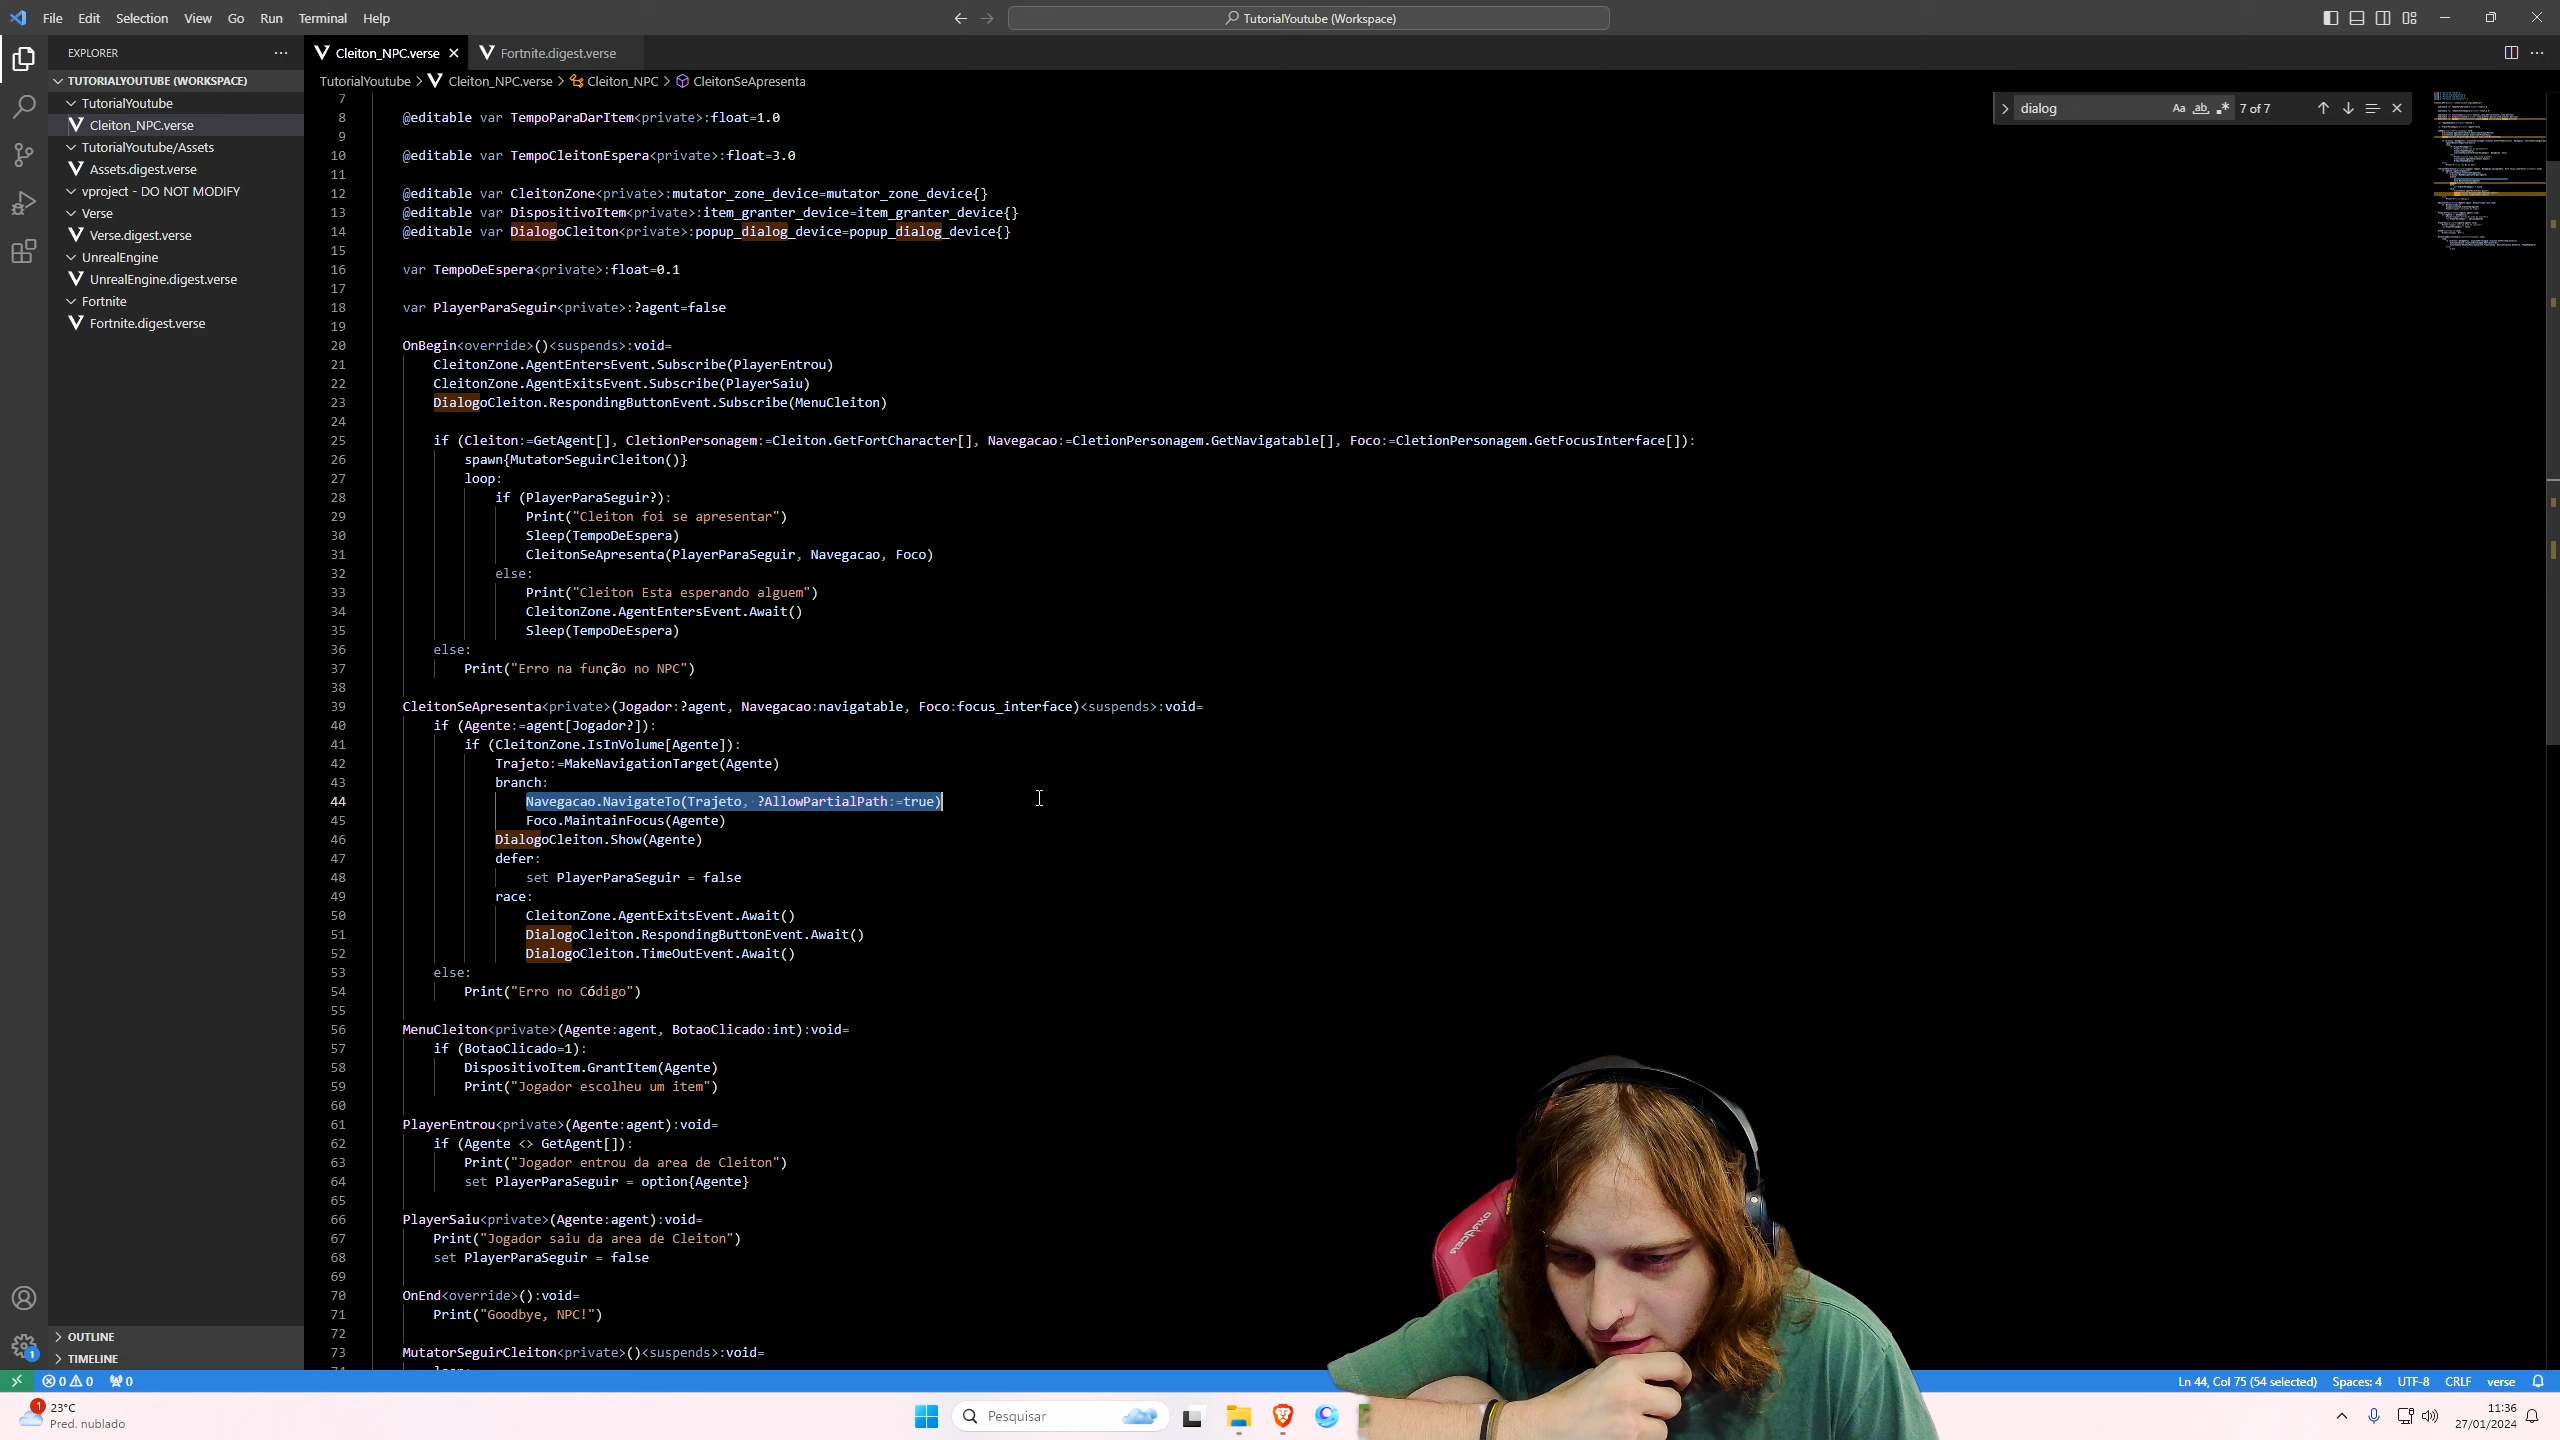 File Edit Selection View Go Run Terminal Help
TutorialYoutube (Workspace)
EXPLORER
TUTORIALYOUTUBE (WORKSPACE)
TutorialYoutube
Cleiton_NPC.verse
TutorialYoutube/Assets
Assets.digest.verse
vproject - DO NOT MODIFY
Verse
Verse.digest.verse
UnrealEngine
UnrealEngine.digest.verse
Fortnite
Fortnite.digest.verse
OUTLINE
TIMELINE
Cleiton_NPC.verse Fortnite.digest.verse
TutorialYoutube > Cleiton_NPC.verse > Cleiton_NPC > CleitonSeApresenta
dialog Aa ab 7 of 7
7
8 @editable var TempoParaDarItem<private>:float=1.0
9
10 @editable var TempoCleitonEspera<private>:float=3.0
11
12 @editable var CleitonZone<private>:mutator_zone_device=mutator_zone_device{}
13 @editable var DispositivoItem<private>:item_granter_device=item_granter_device{}
14 @editable var DialogoCleiton<private>:popup_dialog_device=popup_dialog_device{}
15
16 var TempoDeEspera<private>:float=0.1
17
18 var PlayerParaSeguir<private>:?agent=false
19
20 OnBegin<override>()<suspends>:void=
21 CleitonZone.AgentEntersEvent.Subscribe(PlayerEntrou)
22 CleitonZone.AgentExitsEvent.Subscribe(PlayerSaiu)
23 DialogoCleiton.RespondingButtonEvent.Subscribe(MenuCleiton)
24
25 if (Cleiton:=GetAgent[], CletionPersonagem:=Cleiton.GetFortCharacter[], Navegacao:=CletionPersonagem.GetNavigatable[], Foco:=CletionPersonagem.GetFocusInterface[]):
26 spawn{MutatorSeguirCleiton()}
27 loop:
28 if (PlayerParaSeguir?):
29 Print("Cleiton foi se apresentar")
30 Sleep(TempoDeEspera)
31 CleitonSeApresenta(PlayerParaSeguir, Navegacao, Foco)
32 else:
33 Print("Cleiton Esta esperando alguem")
34 CleitonZone.AgentEntersEvent.Await()
35 Sleep(TempoDeEspera)
36 else:
37 Print("Erro na função no NPC")
38
39 CleitonSeApresenta<private>(Jogador:?agent, Navegacao:navigatable, Foco:focus_interface)<suspends>:void=
40 if (Agente:=agent[Jogador?]):
41 if (CleitonZone.IsInVolume[Agente]):
42 Trajeto:=MakeNavigationTarget(Agente)
43 branch:
44 Navegacao.NavigateTo(Trajeto, ?AllowPartialPath:=true)
45 Foco.MaintainFocus(Agente)
46 DialogoCleiton.Show(Agente)
47 defer:
48 set PlayerParaSeguir = false
49 race:
50 CleitonZone.AgentExitsEvent.Await()
51 DialogoCleiton.RespondingButtonEvent.Await()
52 DialogoCleiton.TimeOutEvent.Await()
53 else:
54 Print("Erro no Código")
55
56 MenuCleiton<private>(Agente:agent, BotaoClicado:int):void=
57 if (BotaoClicado=1):
58 DispositivoItem.GrantItem(Agente)
59 Print("Jogador escolheu um item")
60
61 PlayerEntrou<private>(Agente:agent):void=
62 if (Agente <> GetAgent[]):
63 Print("Jogador entrou da area de Cleiton")
64 set PlayerParaSeguir = option{Agente}
65
66 PlayerSaiu<private>(Agente:agent):void=
67 Print("Jogador saiu da area de Cleiton")
68 set PlayerParaSeguir = false
69
70 OnEnd<override>():void=
71 Print("Goodbye, NPC!")
72
73 MutatorSeguirCleiton<private>()<suspends>:void=
0 0 0
Ln 44, Col 75 (54 selected) Spaces: 4 UTF-8 CRLF verse
1
23°C
Pred. nublado
Pesquisar
11:36
27/01/2024